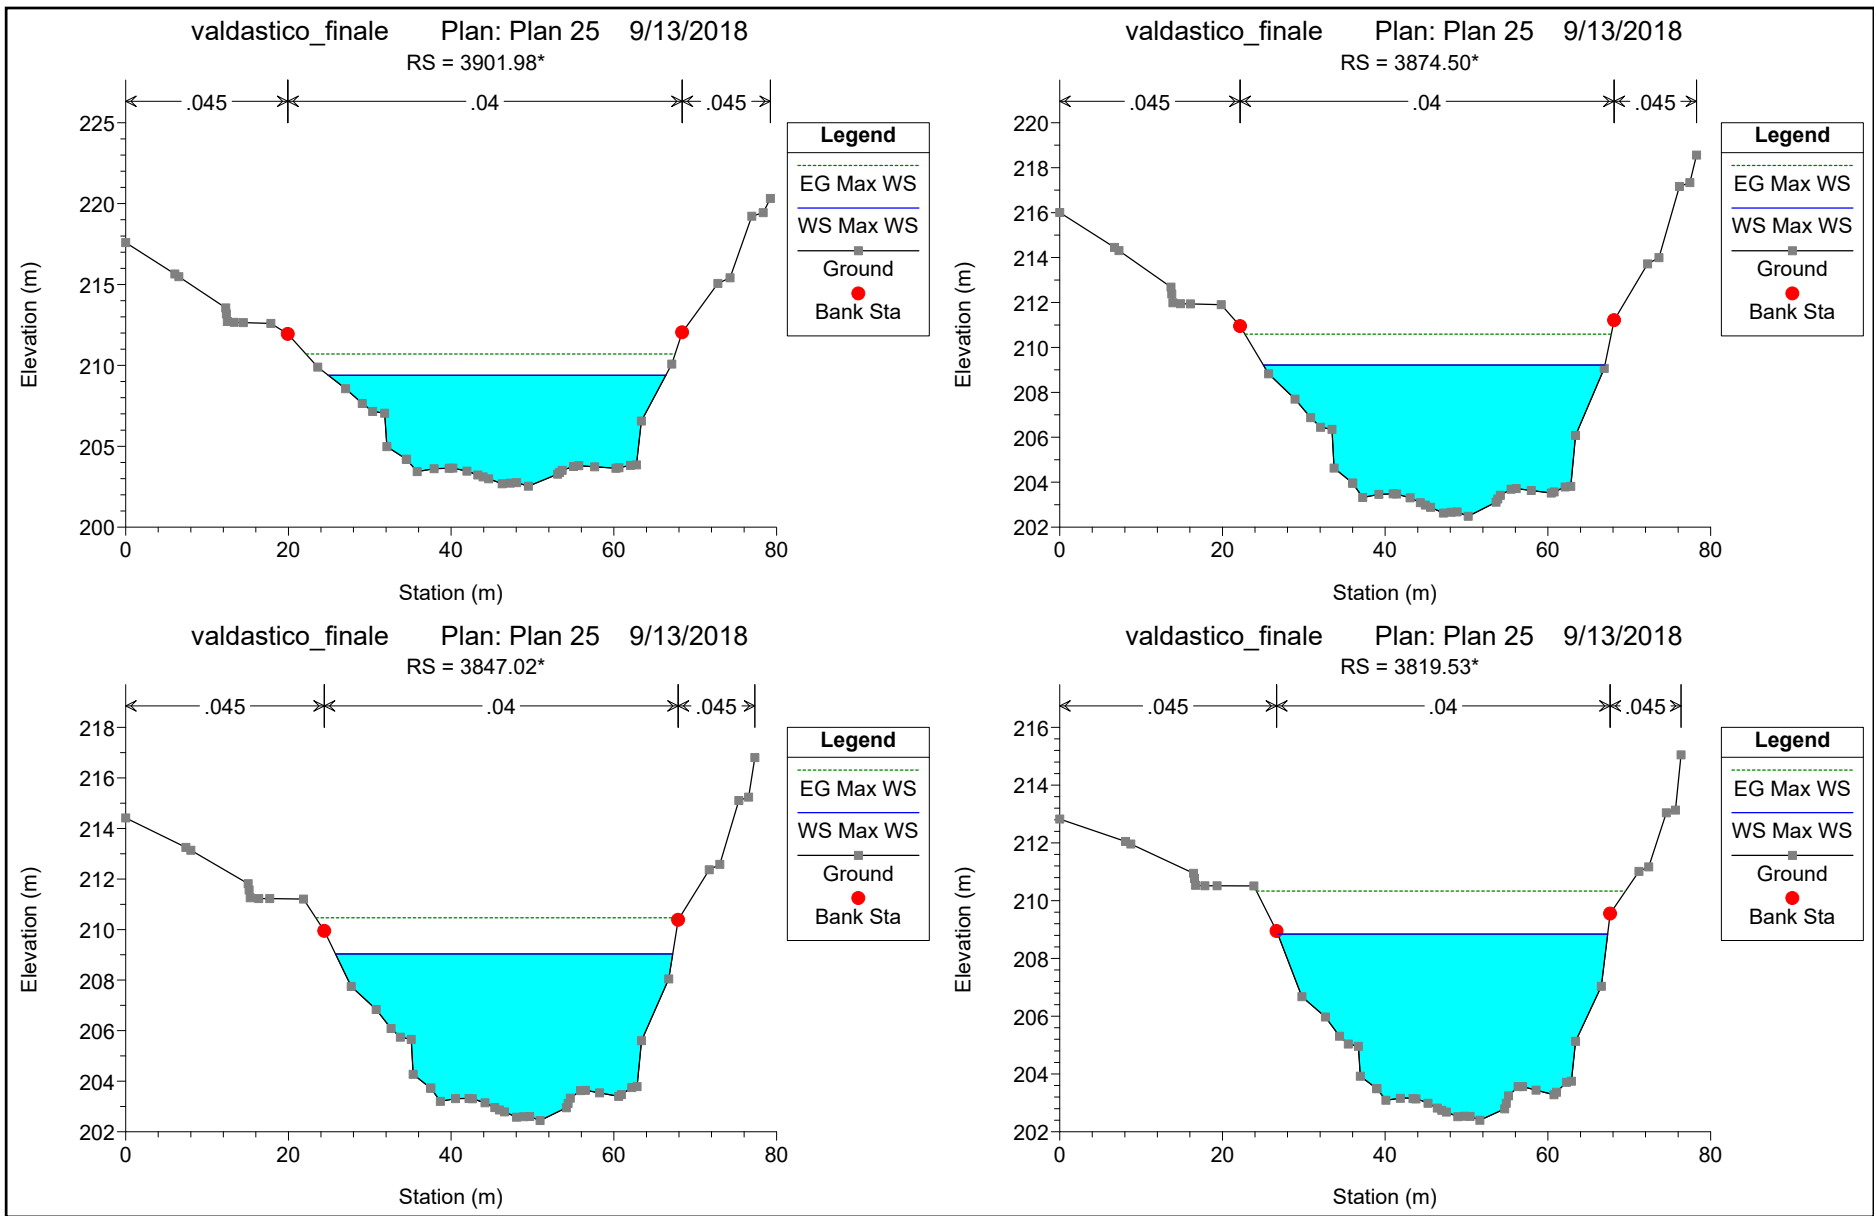 valdastico_finale Plan: Plan 25 9/13/2018
RS = 3901.98*
.045 .04 .045
225
220
215
210
205
200
0 20 40 60 80
Elevation (m)
Station (m)
Legend
EG Max WS
WS Max WS
Ground
Bank Sta
valdastico_finale Plan: Plan 25 9/13/2018
RS = 3874.50*
.045 .04 .045
220
218
216
214
212
210
208
206
204
202
0 20 40 60 80
Elevation (m)
Station (m)
Legend
EG Max WS
WS Max WS
Ground
Bank Sta
valdastico_finale Plan: Plan 25 9/13/2018
RS = 3847.02*
.045 .04 .045
218
216
214
212
210
208
206
204
202
0 20 40 60 80
Elevation (m)
Station (m)
Legend
EG Max WS
WS Max WS
Ground
Bank Sta
valdastico_finale Plan: Plan 25 9/13/2018
RS = 3819.53*
.045 .04 .045
216
214
212
210
208
206
204
202
0 20 40 60 80
Elevation (m)
Station (m)
Legend
EG Max WS
WS Max WS
Ground
Bank Sta